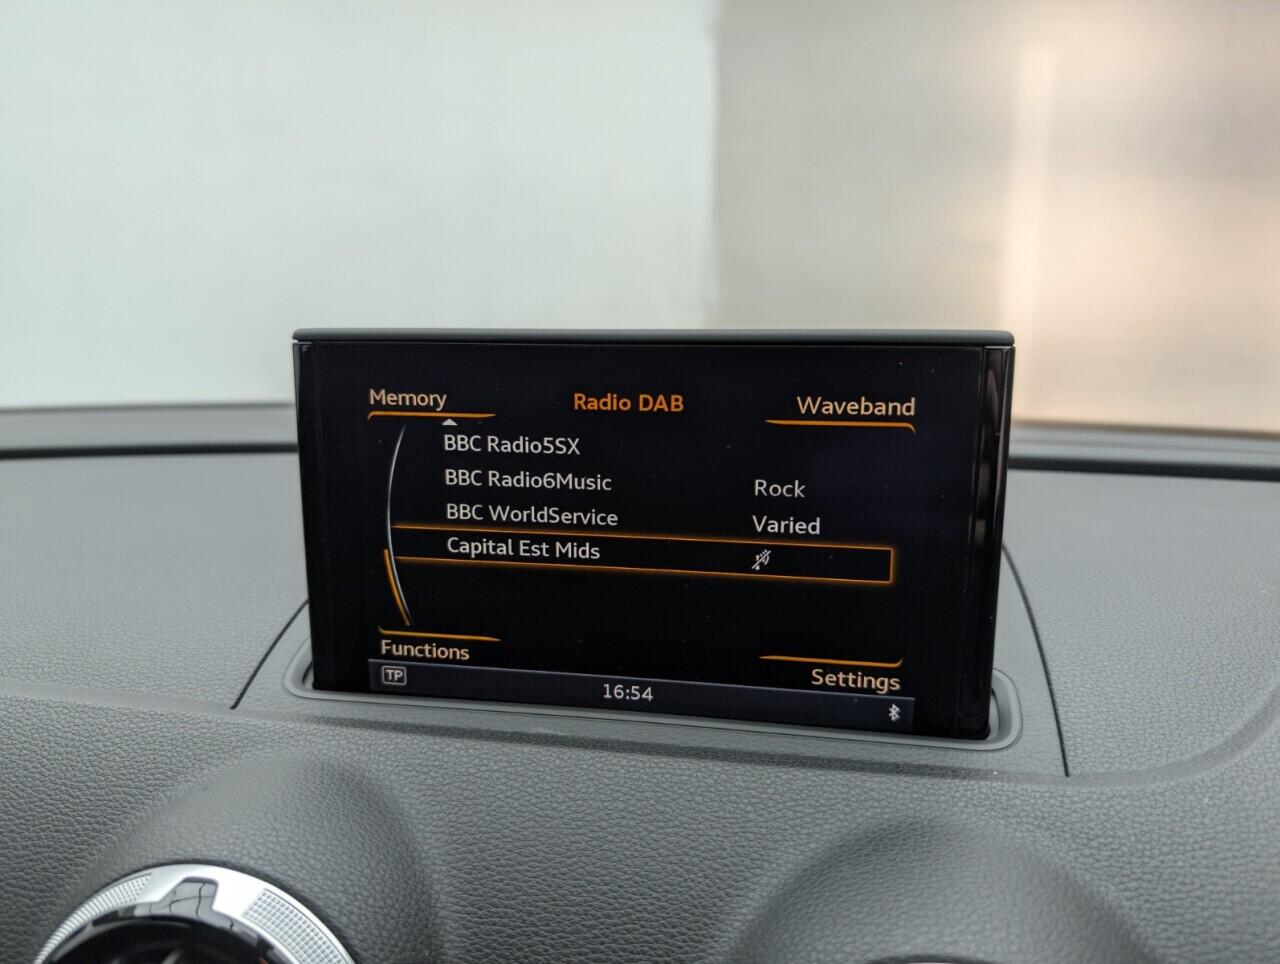 Memory Radio DAB Waveband
BBC Radio5SX
BBC Radio6Music Rock
BBC WorldService Varied
Capital Est Mids
Functions Settings
TP 16:54